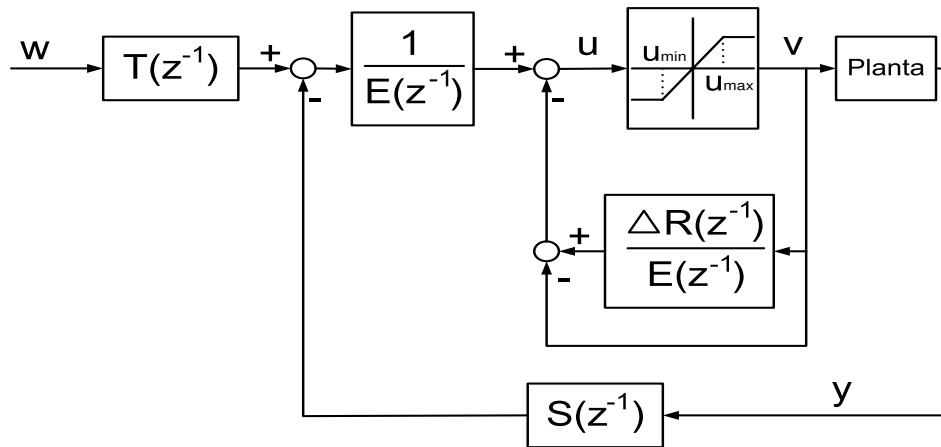 w
T(z⁻¹)
+
-
1
E(z⁻¹)
+
-
u
umin
umax
v
Planta
+
-
△R(z⁻¹)
E(z⁻¹)
S(z⁻¹)
y